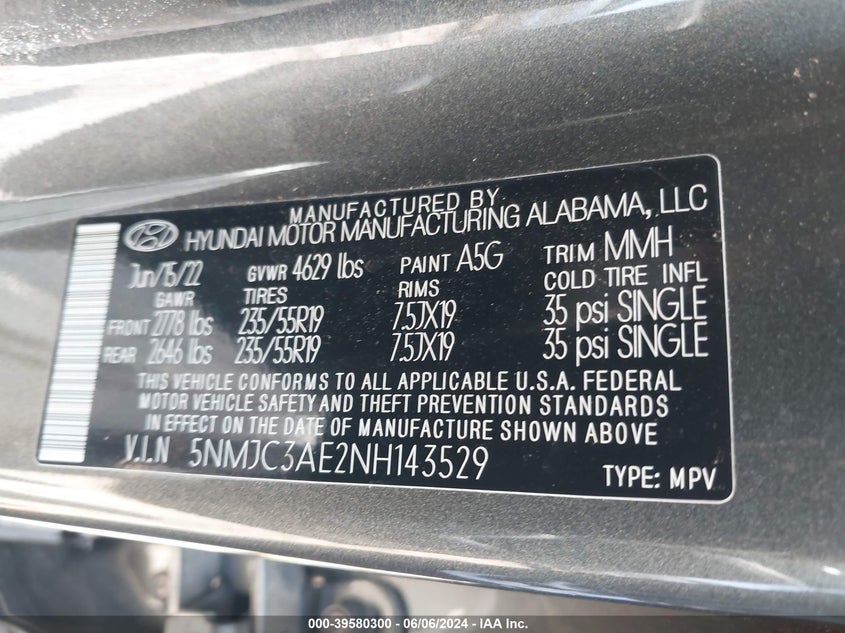 MANUFACTURED BY
HYUNDAI MOTOR MANUFACTURING ALABAMA, LLC
Jun/15/22 GVWR 4629 lbs PAINT A5G TRIM MMH
GAWR TIRES RIMS COLD TIRE INFL
FRONT 2778 lbs 235/55R19 7.5JX19 35 psi SINGLE
REAR 2646 lbs 235/55R19 7.5JX19 35 psi SINGLE
THIS VEHICLE CONFORMS TO ALL APPLICABLE U.S.A. FEDERAL
MOTOR VEHICLE SAFETY AND THEFT PREVENTION STANDARDS
IN EFFECT ON THE DATE OF MANUFACTURE SHOWN ABOVE.
V.I.N 5NMJC3AE2NH143529 TYPE: MPV
000-39580300 - 06/06/2024 - IAA Inc.